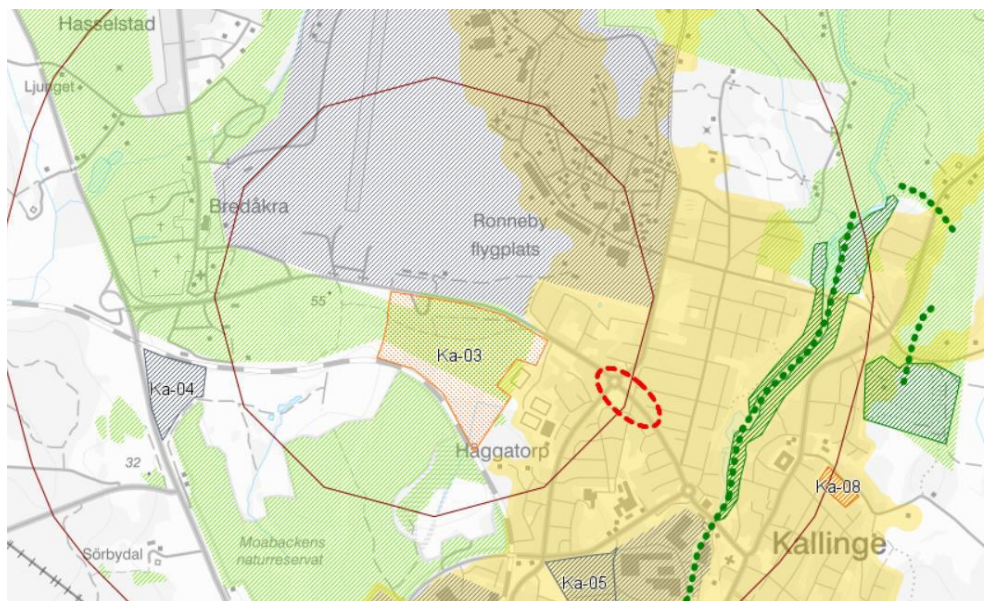 Hasselstad
Ljunget
Bredåkra
Ronneby
flygplats
55
Ka-03
Ka-04
Häggatorp
32
Ka-08
Sörbydal
Moabackens
naturreservat
Kallinge
Ka-05